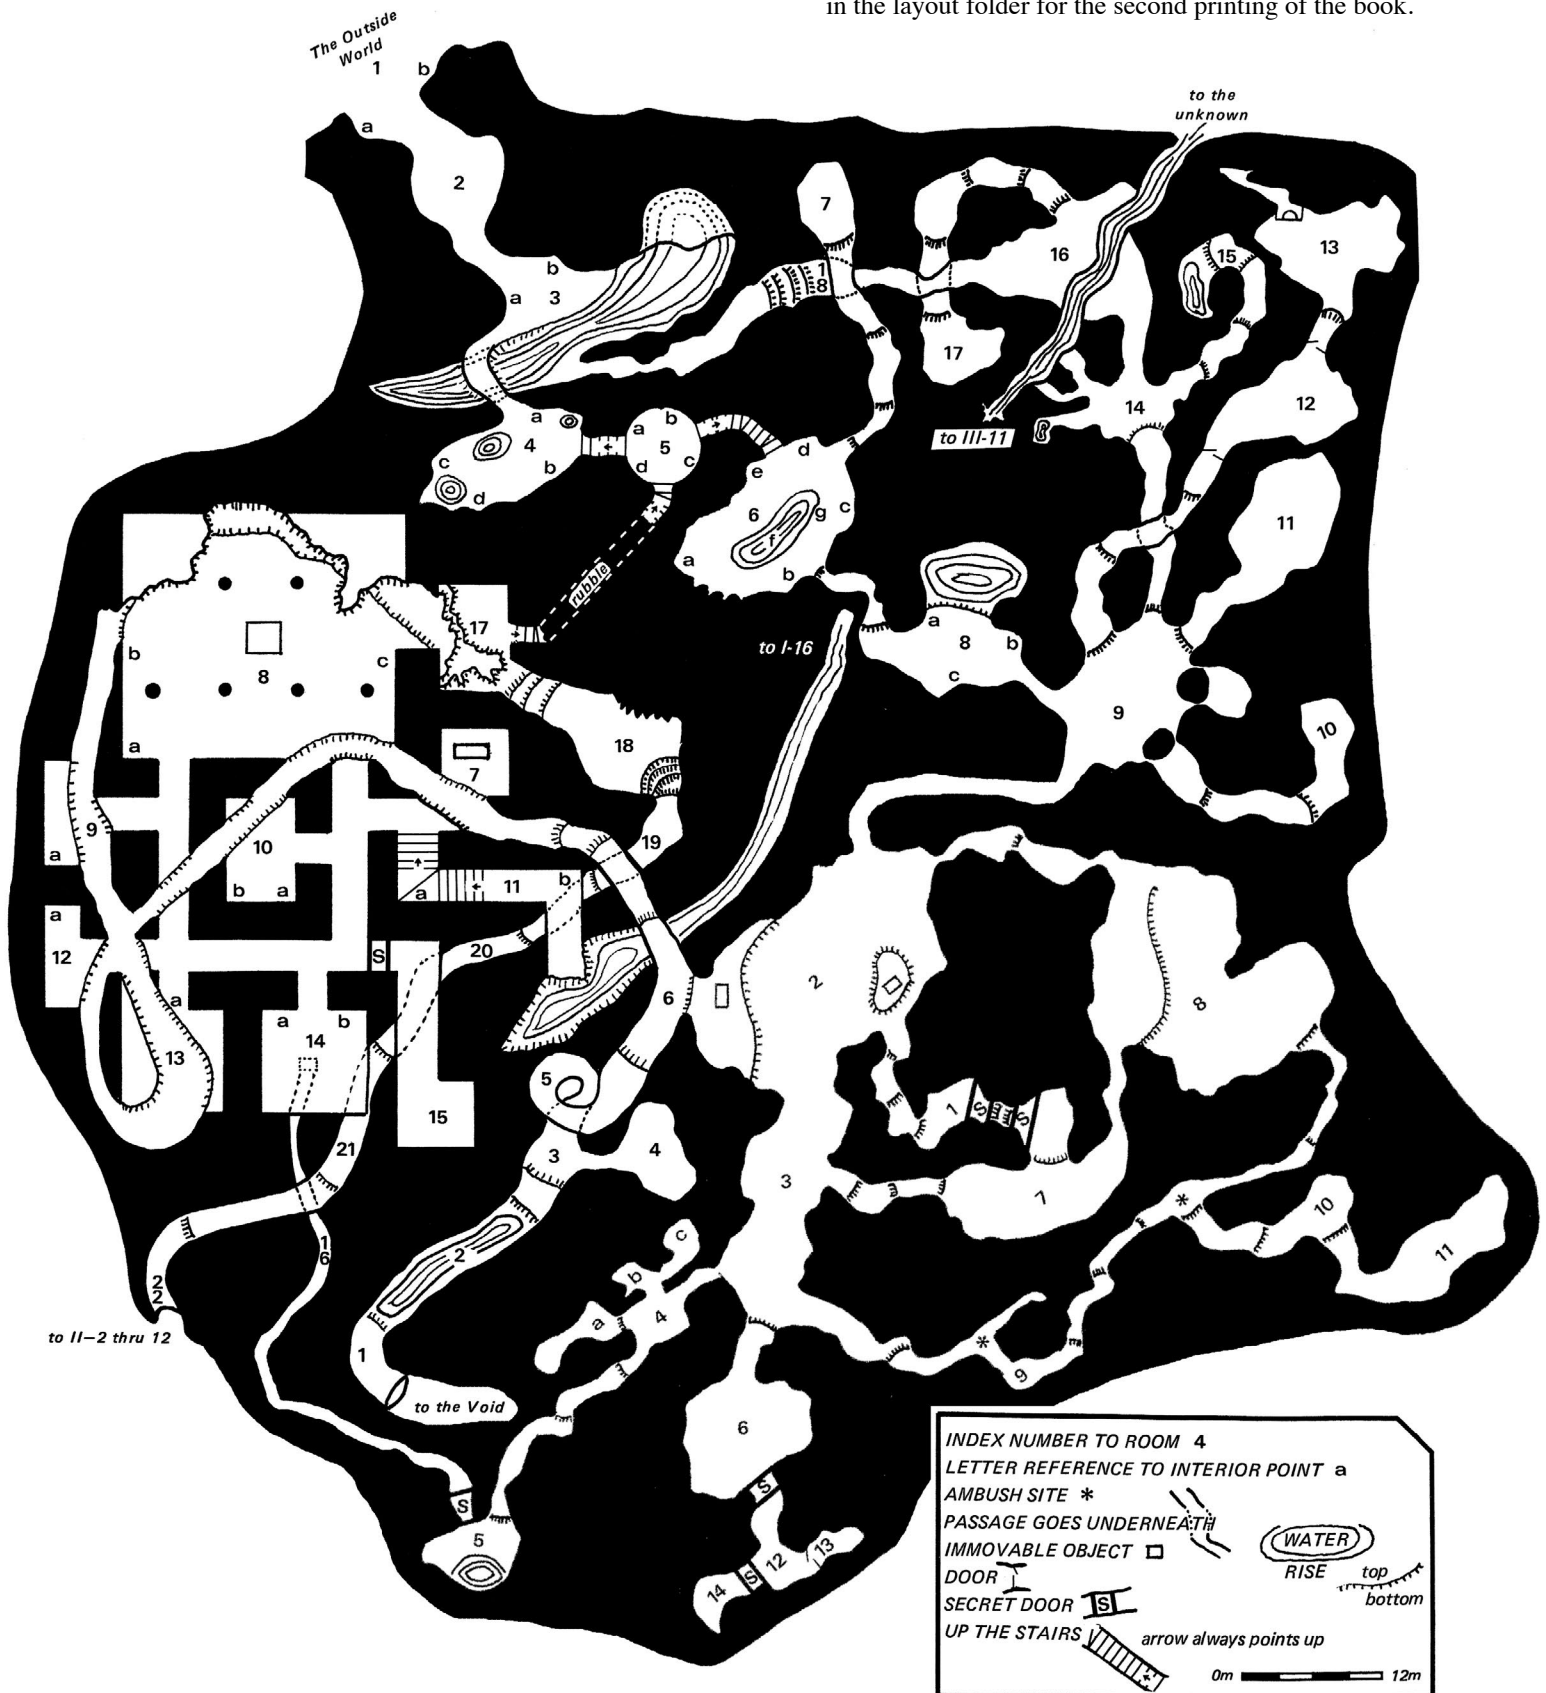 in the layout folder for the second printing of the book.
The Outside
World
1 b
a
2
b
a 3
to the
unknown
7
1
8
16
15
13
17
14
12
to III-11
a
4
b
c
d
a b
5
d c
d
e
6 g c
f
a
b
11
rubble
17
b
8
c
a
to I-16
a
8 b
c
9
10
18
7
9
a
10
b a
11
a
b
19
a
12
S
20
6
2
8
a
13
a b
14
15
5
21
3
4
1
S
S
3
7
*
10
11
1
6
2
2
2
c
b
a
4
*
9
to II—2 thru 12
1
to the Void
6
S
S
5
13
12
S
14
INDEX NUMBER TO ROOM 4
LETTER REFERENCE TO INTERIOR POINT a
AMBUSH SITE *
PASSAGE GOES UNDERNEATH
IMMOVABLE OBJECT
WATER
DOOR
RISE top
bottom
SECRET DOOR S
UP THE STAIRS
arrow always points up
0m 12m